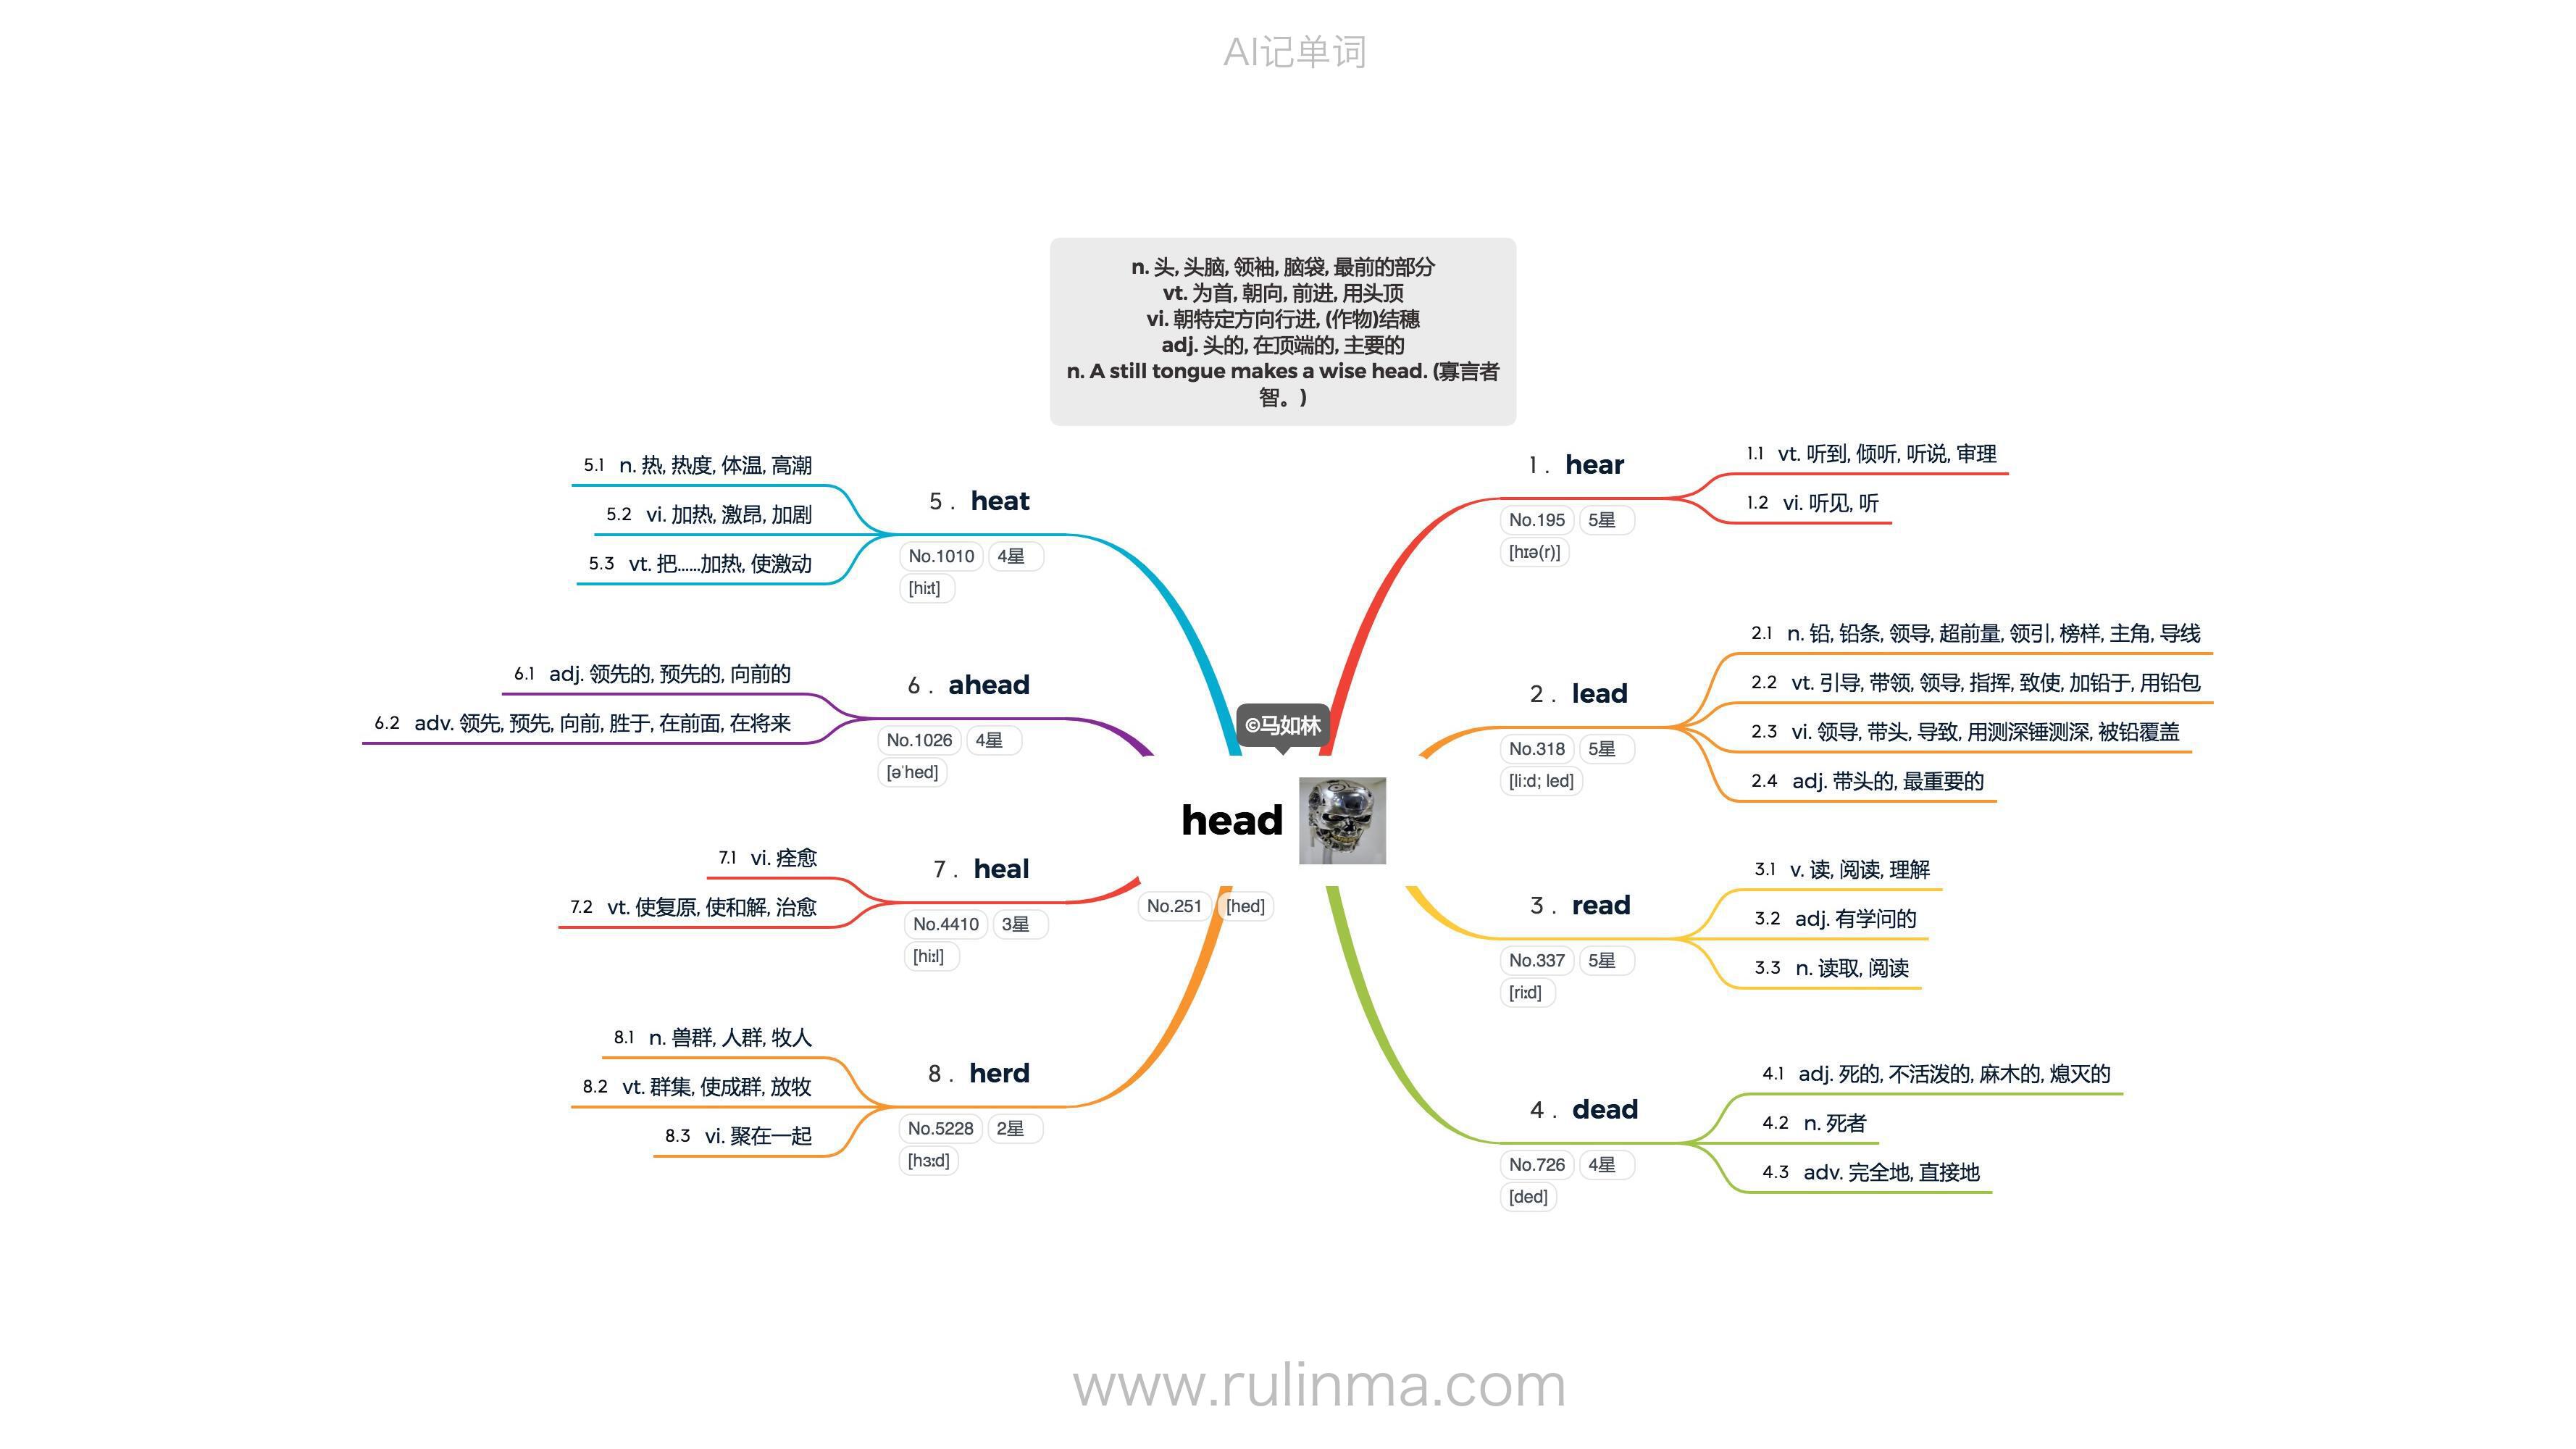 AI记单词
n. 头, 头脑, 领袖, 脑袋, 最前的部分
vt. 为首, 朝向, 前进, 用头顶
vi. 朝特定方向行进, (作物)结穗
adj. 头的, 在顶端的, 主要的
n. A still tongue makes a wise head. (寡言者
智。)
©马如林
head
No.251 [hed]
1 . hear
No.195 5星
[hɪə(r)]
1.1 vt. 听到, 倾听, 听说, 审理
1.2 vi. 听见, 听
2 . lead
No.318 5星
[liːd; led]
2.1 n. 铅, 铅条, 领导, 超前量, 领引, 榜样, 主角, 导线
2.2 vt. 引导, 带领, 领导, 指挥, 致使, 加铅于, 用铅包
2.3 vi. 领导, 带头, 导致, 用测深锤测深, 被铅覆盖
2.4 adj. 带头的, 最重要的
3 . read
No.337 5星
[riːd]
3.1 v. 读, 阅读, 理解
3.2 adj. 有学问的
3.3 n. 读取, 阅读
4 . dead
No.726 4星
[ded]
4.1 adj. 死的, 不活泼的, 麻木的, 熄灭的
4.2 n. 死者
4.3 adv. 完全地, 直接地
5 . heat
No.1010 4星
[hiːt]
5.1 n. 热, 热度, 体温, 高潮
5.2 vi. 加热, 激昂, 加剧
5.3 vt. 把......加热, 使激动
6 . ahead
No.1026 4星
[əˈhed]
6.1 adj. 领先的, 预先的, 向前的
6.2 adv. 领先, 预先, 向前, 胜于, 在前面, 在将来
7 . heal
No.4410 3星
[hiːl]
7.1 vi. 痊愈
7.2 vt. 使复原, 使和解, 治愈
8 . herd
No.5228 2星
[hɜːd]
8.1 n. 兽群, 人群, 牧人
8.2 vt. 群集, 使成群, 放牧
8.3 vi. 聚在一起
www.rulinma.com